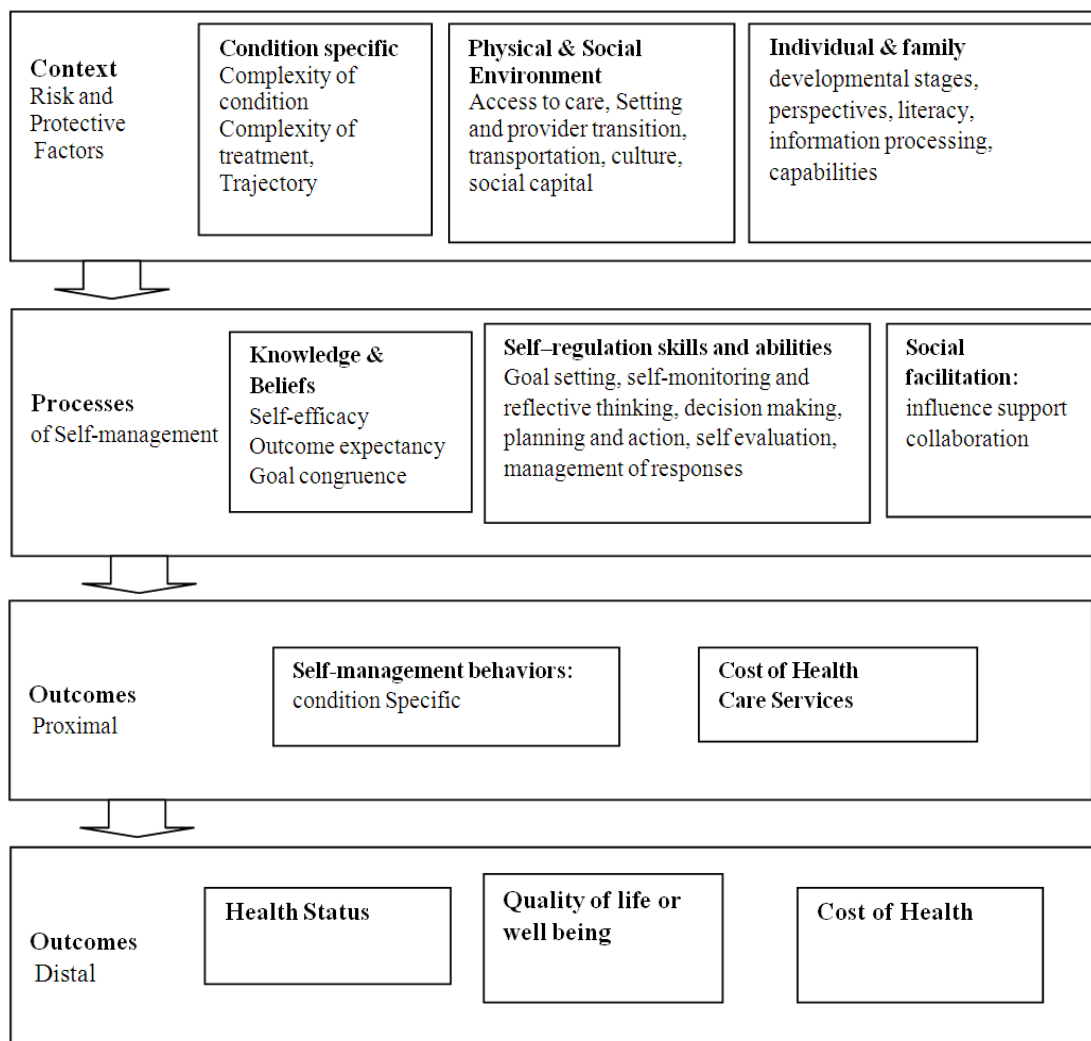 Context
Risk and
Protective
Factors
Condition specific
Complexity of
condition
Complexity of
treatment,
Trajectory
Physical & Social
Environment
Access to care, Setting
and provider transition,
transportation, culture,
social capital
Individual & family
developmental stages,
perspectives, literacy,
information processing,
capabilities
Processes
of Self-management
Knowledge &
Beliefs
Self-efficacy
Outcome expectancy
Goal congruence
Self–regulation skills and abilities
Goal setting, self-monitoring and
reflective thinking, decision making,
planning and action, self evaluation,
management of responses
Social
facilitation:
influence support
collaboration
Outcomes
Proximal
Self-management behaviors:
condition Specific
Cost of Health
Care Services
Outcomes
Distal
Health Status
Quality of life or
well being
Cost of Health